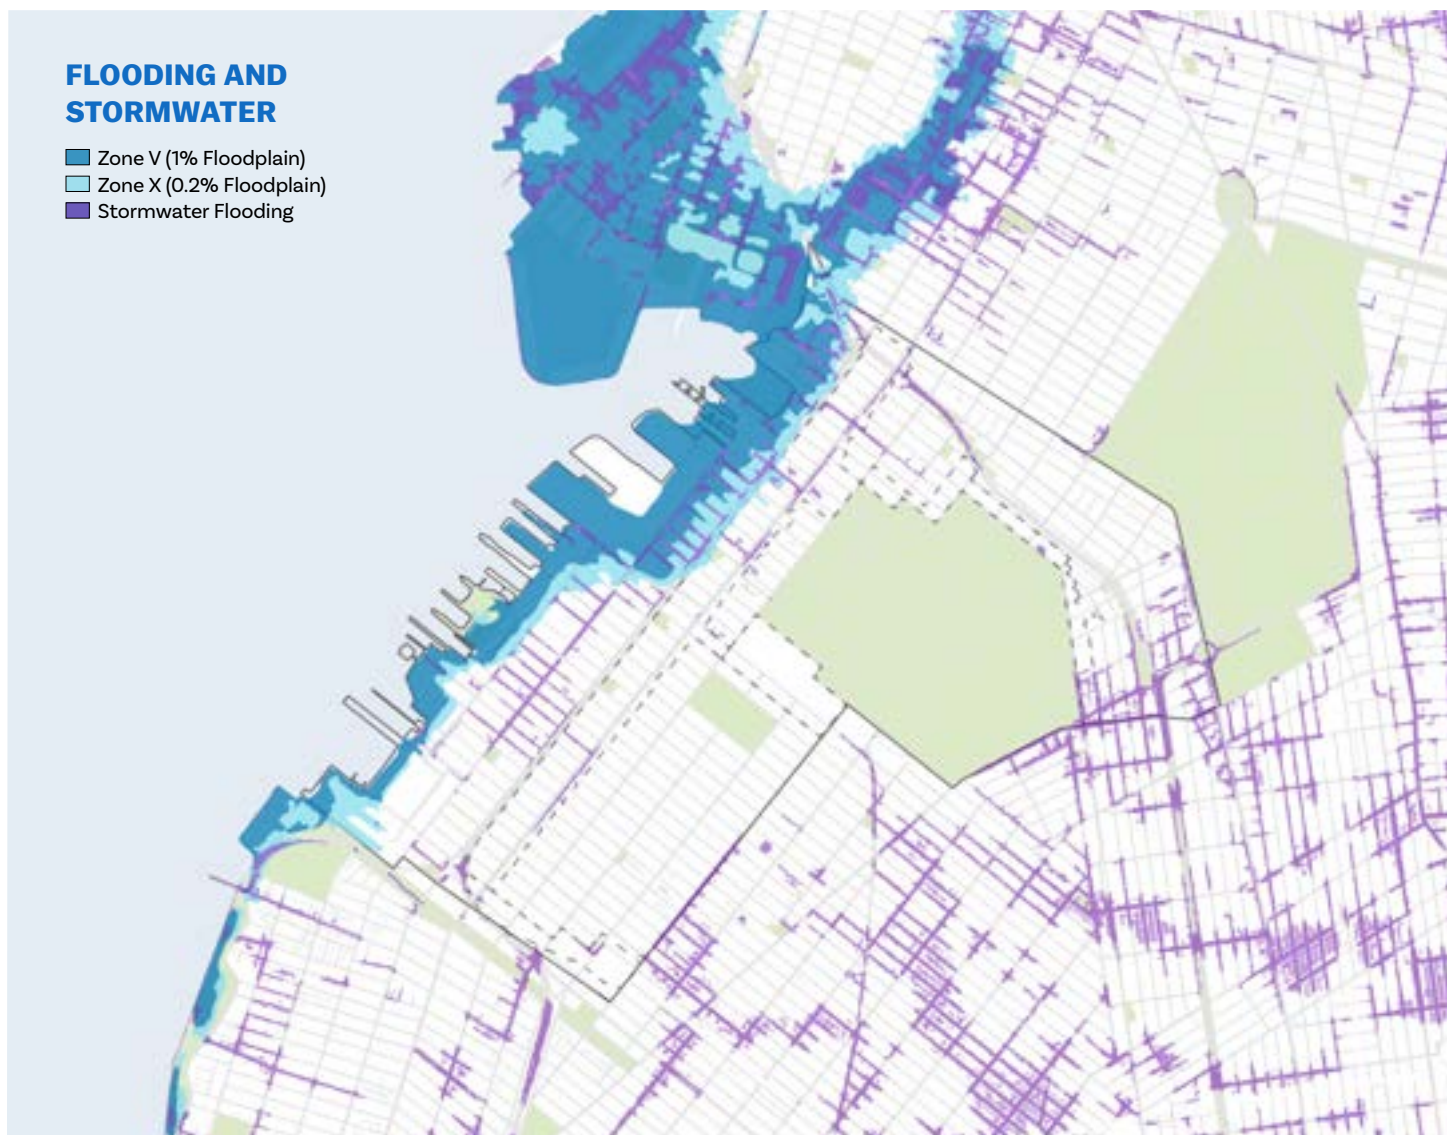 FLOODING AND
STORMWATER
Zone V (1% Floodplain)
Zone X (0.2% Floodplain)
Stormwater Flooding